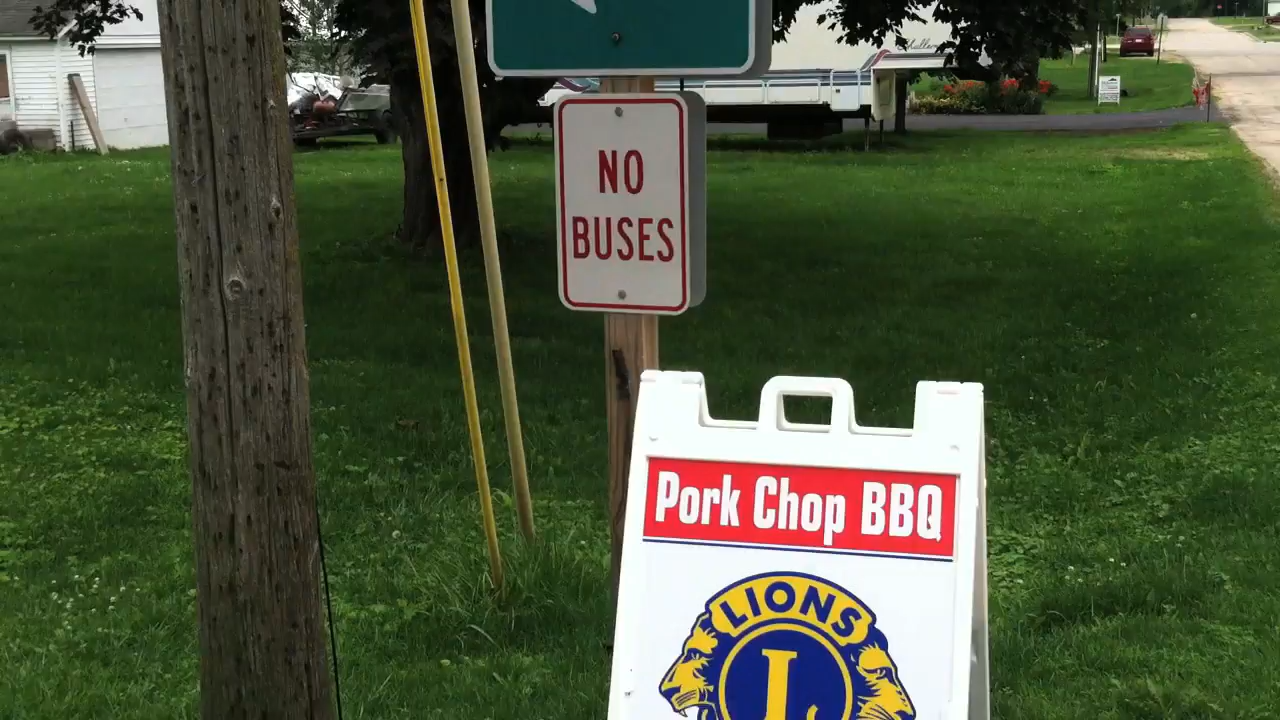 NO
BUSES
Pork Chop BBQ
LIONS
L